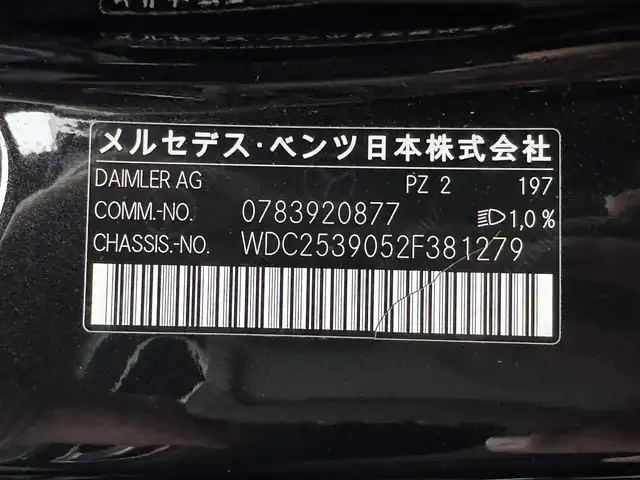 メルセデス・ベンツ日本株式会社
DAIMLER AG PZ 2 197
COMM.-NO. 0783920877 1,0%
CHASSIS.-NO. WDC2539052F381279